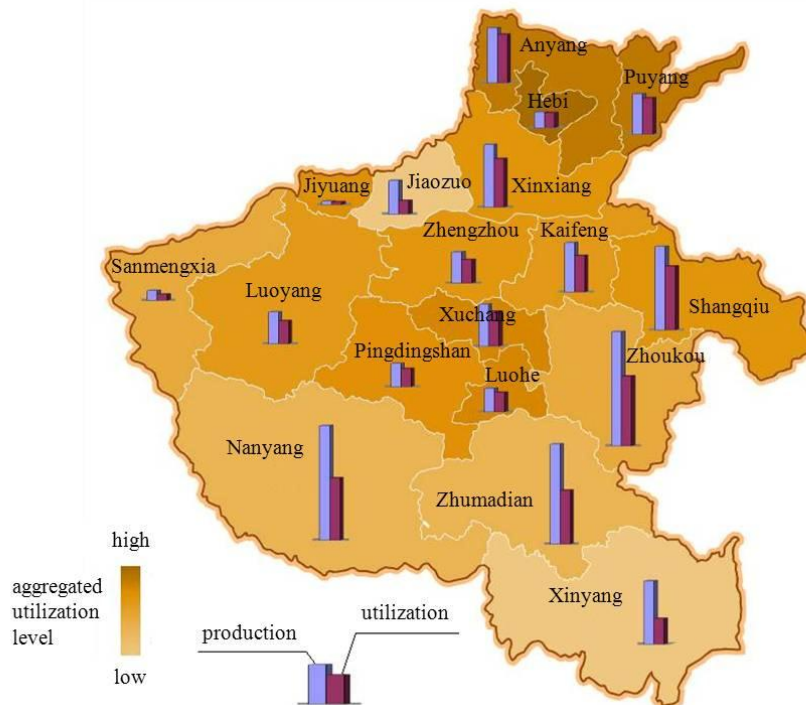 Anyang
Puyang
Hebi
Jiyuang
Jiaozuo
Xinxiang
Zhengzhou
Kaifeng
Sanmengxia
Luoyang
Xuchang
Shangqiu
Pingdingshan
Zhoukou
Luohe
Nanyang
Zhumadian
Xinyang
high
aggregated
utilization
level
low
production
utilization